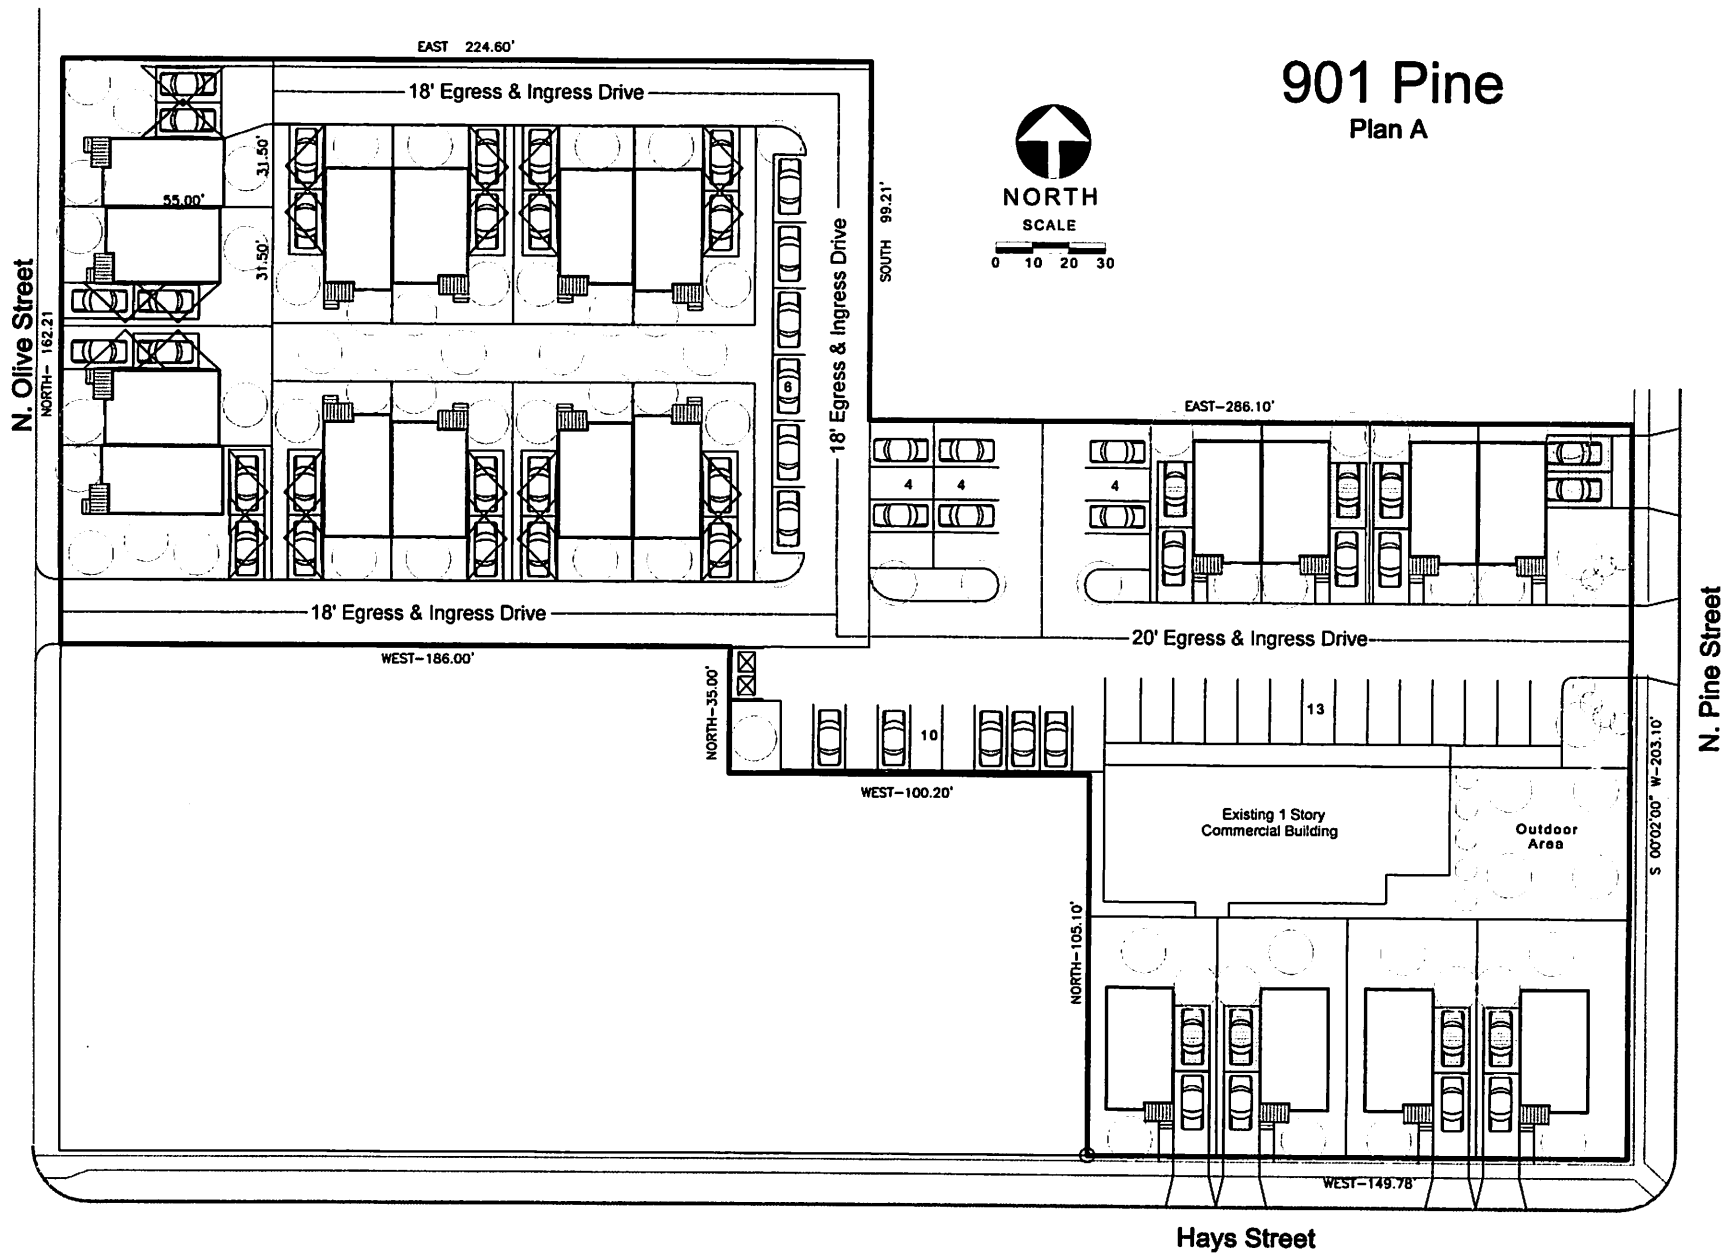 EAST 224.60'
901 Pine
Plan A
18' Egress & Ingress Drive
NORTH
SCALE
0 10 20 30
31.50'
55.00'
31.50'
SOUTH 99.21'
18' Egress & Ingress Drive
N. Olive Street
NORTH- 162.21
6
EAST-286.10'
4 4 4
18' Egress & Ingress Drive
20' Egress & Ingress Drive
WEST-186.00'
NORTH-35.00'
10
13
WEST-100.20'
N. Pine Street
S 00°02'00" W-203.10'
Existing 1 Story
Commercial Building
Outdoor
Area
NORTH-105.10'
WEST-149.78'
Hays Street